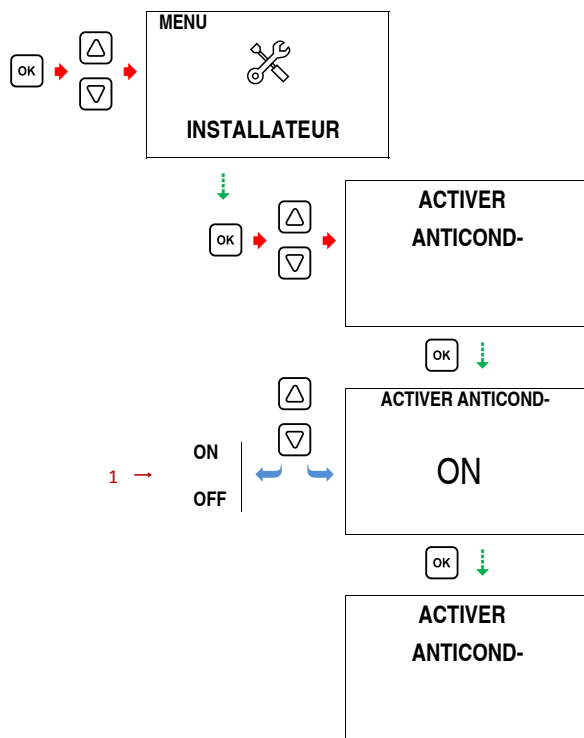 MENU
OK
INSTALLATEUR
OK
ACTIVER
ANTICOND-
OK
ACTIVER ANTICOND-
ON
OFF
1 →
ON
OK
ACTIVER
ANTICOND-